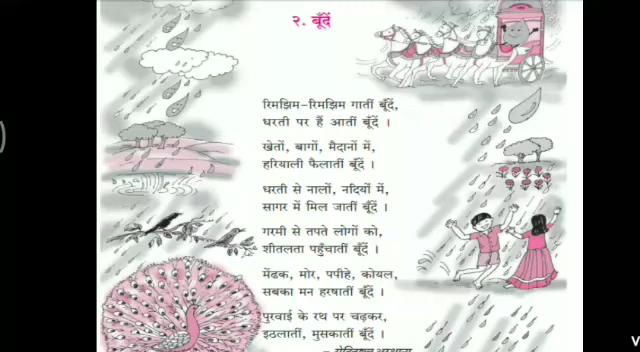 २. बूँदें
रिमझिम-रिमझिम गातीं बूँदें,
धरती पर हैं आतीं बूँदें ।
खेतों, बागों, मैदानों में,
हरियाली फैलातीं बूँदें ।
धरती से नालों, नदियों में,
सागर में मिल जातीं बूँदें ।
गरमी से तपते लोगों को,
शीतलता पहुँचातीं बूँदें ।
मेंढक, मोर, पपीहे, कोयल,
सबका मन हरषातीं बूँदें ।
पुरवाई के रथ पर चढ़कर,
इठलातीं, मुसकातीं बूँदें ।